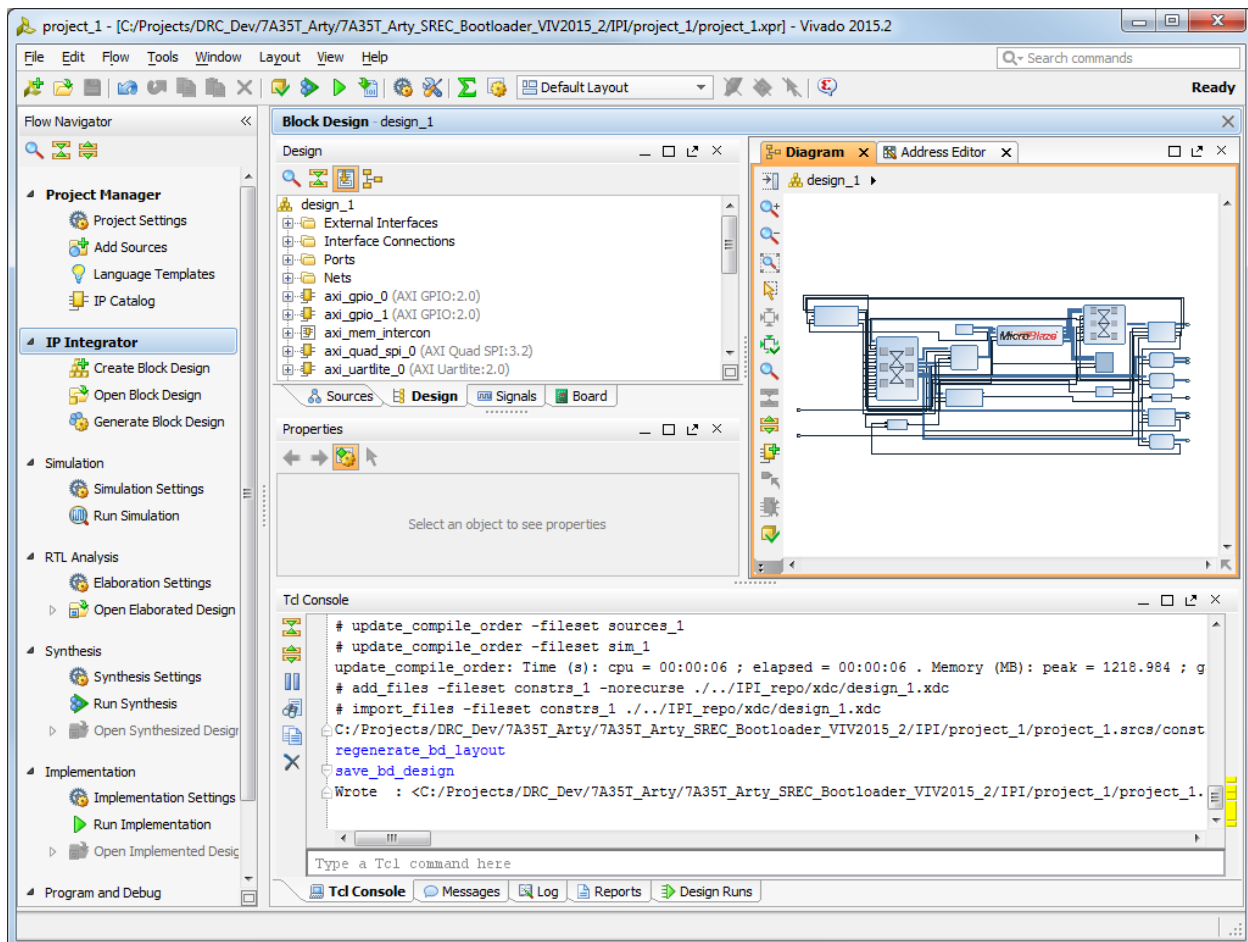 project_1 - [C:/Projects/DRC_Dev/7A35T_Arty/7A35T_Arty_SREC_Bootloader_VIV2015_2/IPI/project_1/project_1.xpr] - Vivado 2015.2
File Edit Flow Tools Window Layout View Help
Search commands
Default Layout
Ready
Flow Navigator
Project Manager
Project Settings
Add Sources
Language Templates
IP Catalog
IP Integrator
Create Block Design
Open Block Design
Generate Block Design
Simulation
Simulation Settings
Run Simulation
RTL Analysis
Elaboration Settings
Open Elaborated Design
Synthesis
Synthesis Settings
Run Synthesis
Open Synthesized Desigr
Implementation
Implementation Settings
Run Implementation
Open Implemented Desig
Program and Debug
Block Design - design_1
Design
design_1
External Interfaces
Interface Connections
Ports
Nets
axi_gpio_0 (AXI GPIO:2.0)
axi_gpio_1 (AXI GPIO:2.0)
axi_mem_intercon
axi_quad_spi_0 (AXI Quad SPI:3.2)
axi_uartlite_0 (AXI Uartlite:2.0)
Sources Design Signals Board
Properties
Select an object to see properties
Diagram Address Editor
design_1
MicroBlaze
Tcl Console
# update_compile_order -fileset sources_1
# update_compile_order -fileset sim_1
update_compile_order: Time (s): cpu = 00:00:06 ; elapsed = 00:00:06 . Memory (MB): peak = 1218.984 ; g
# add_files -fileset constrs_1 -norecurse ./../IPI_repo/xdc/design_1.xdc
# import_files -fileset constrs_1 ./../IPI_repo/xdc/design_1.xdc
C:/Projects/DRC_Dev/7A35T_Arty/7A35T_Arty_SREC_Bootloader_VIV2015_2/IPI/project_1/project_1.srcs/const
regenerate_bd_layout
save_bd_design
Wrote : <C:/Projects/DRC_Dev/7A35T_Arty/7A35T_Arty_SREC_Bootloader_VIV2015_2/IPI/project_1/project_1.
Type a Tcl command here
Tcl Console Messages Log Reports Design Runs